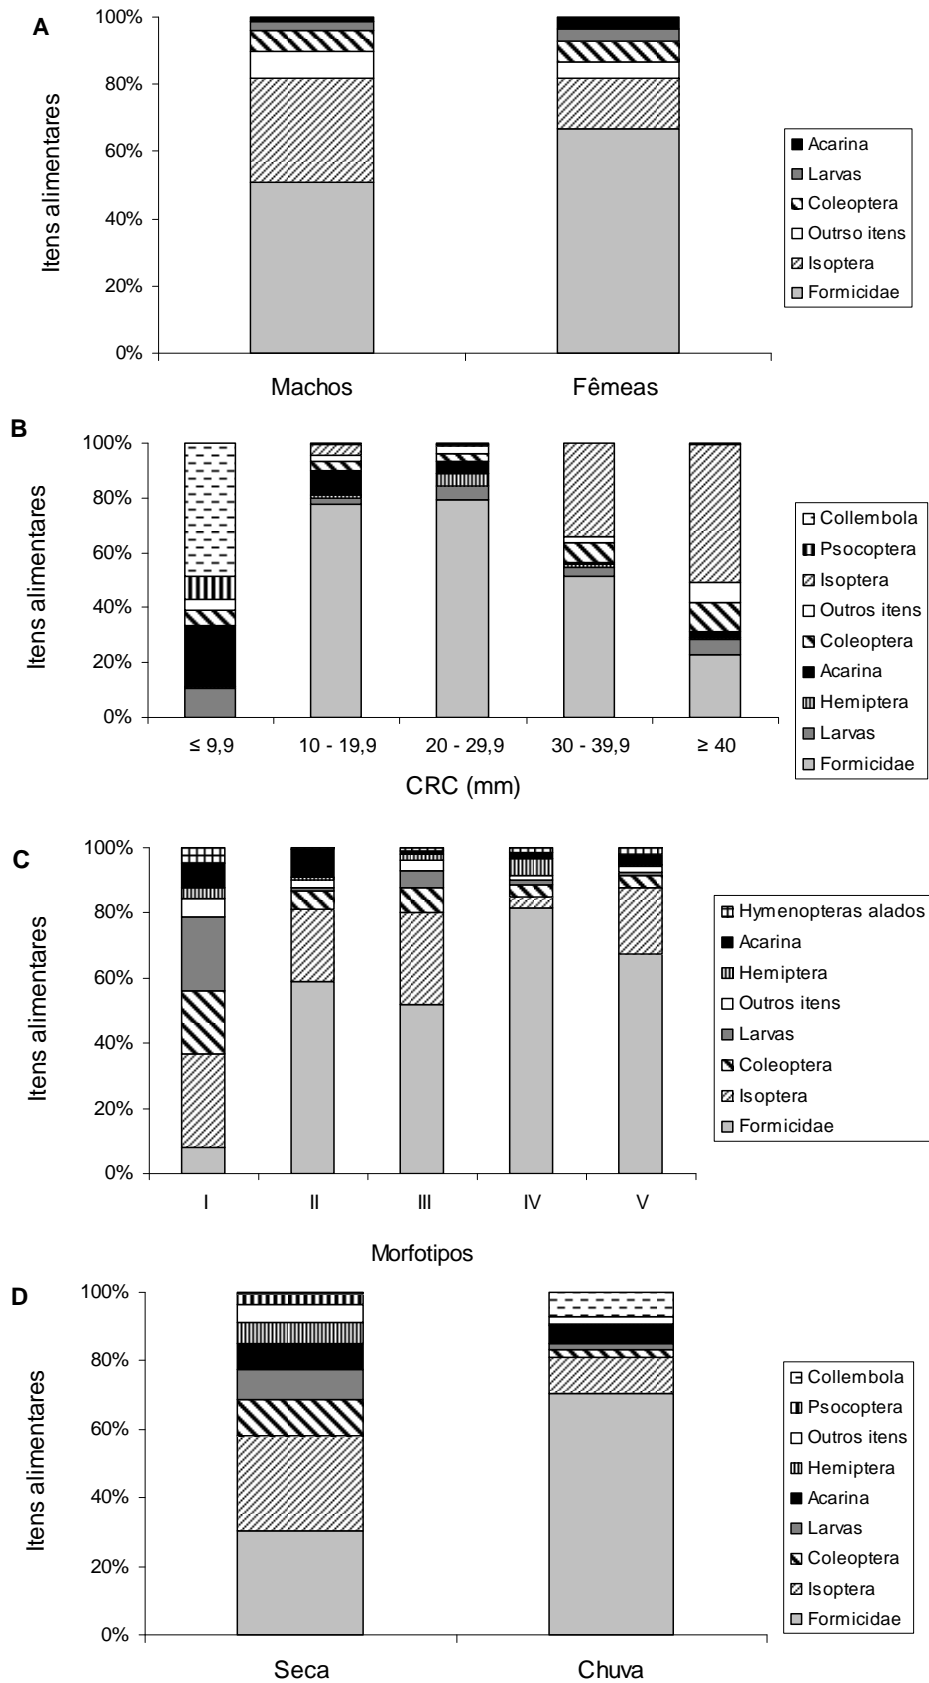 A
Itens alimentares
100%
80%
60%
40%
20%
0%
Machos
Fêmeas
Acarina
Larvas
Coleoptera
Outrso itens
Isoptera
Formicidae
B
Itens alimentares
100%
80%
60%
40%
20%
0%
≤ 9,9
10 - 19,9
20 - 29,9
30 - 39,9
≥ 40
CRC (mm)
Collembola
Psocoptera
Isoptera
Outros itens
Coleoptera
Acarina
Hemiptera
Larvas
Formicidae
C
Itens alimentares
100%
80%
60%
40%
20%
0%
I
II
III
IV
V
Morfotipos
Hymenopteras alados
Acarina
Hemiptera
Outros itens
Larvas
Coleoptera
Isoptera
Formicidae
D
Itens alimentares
100%
80%
60%
40%
20%
0%
Seca
Chuva
Collembola
Psocoptera
Outros itens
Hemiptera
Acarina
Larvas
Coleoptera
Isoptera
Formicidae